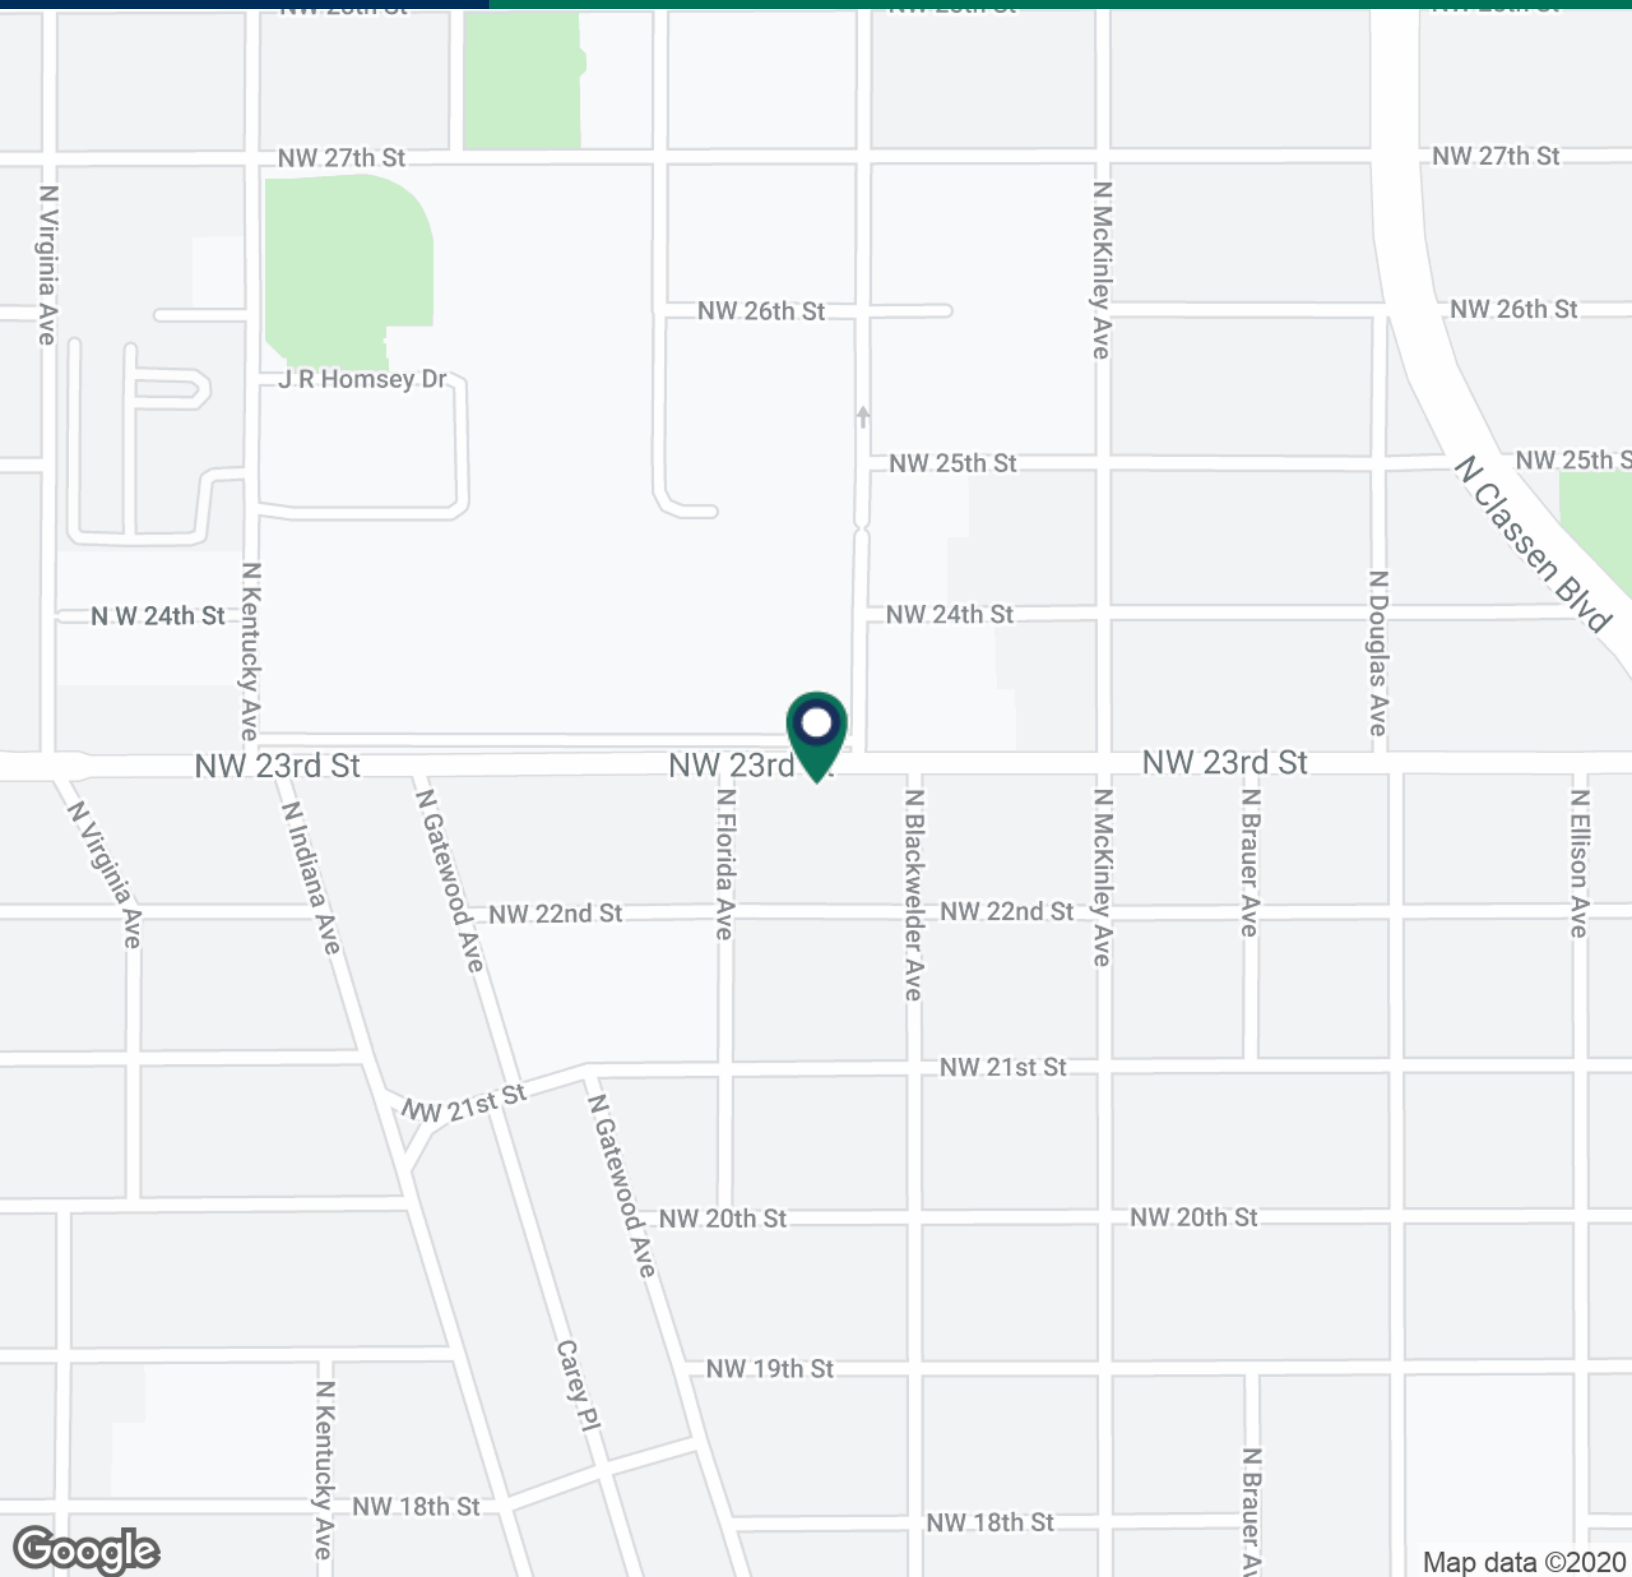 NW 27th St
NW 27th St
N Virginia Ave
N McKinley Ave
NW 26th St
NW 26th St
J R Homsey Dr
NW 25th St
NW 25th S
N Classen Blvd
N Kentucky Ave
N W 24th St
NW 24th St
N Douglas Ave
NW 23rd St
NW 23rd
NW 23rd St
N Virginia Ave
N Indiana Ave
N Gatewood Ave
N Florida Ave
N Blackwelder Ave
N McKinley Ave
N Brauer Ave
N Ellison Ave
NW 22nd St
NW 22nd St
NW 21st St
NW 21st St
N Gatewood Ave
NW 20th St
NW 20th St
Carey Pl
NW 19th St
N Kentucky Ave
N Brauer Av
NW 18th St
NW 18th St
Google
Map data ©2020